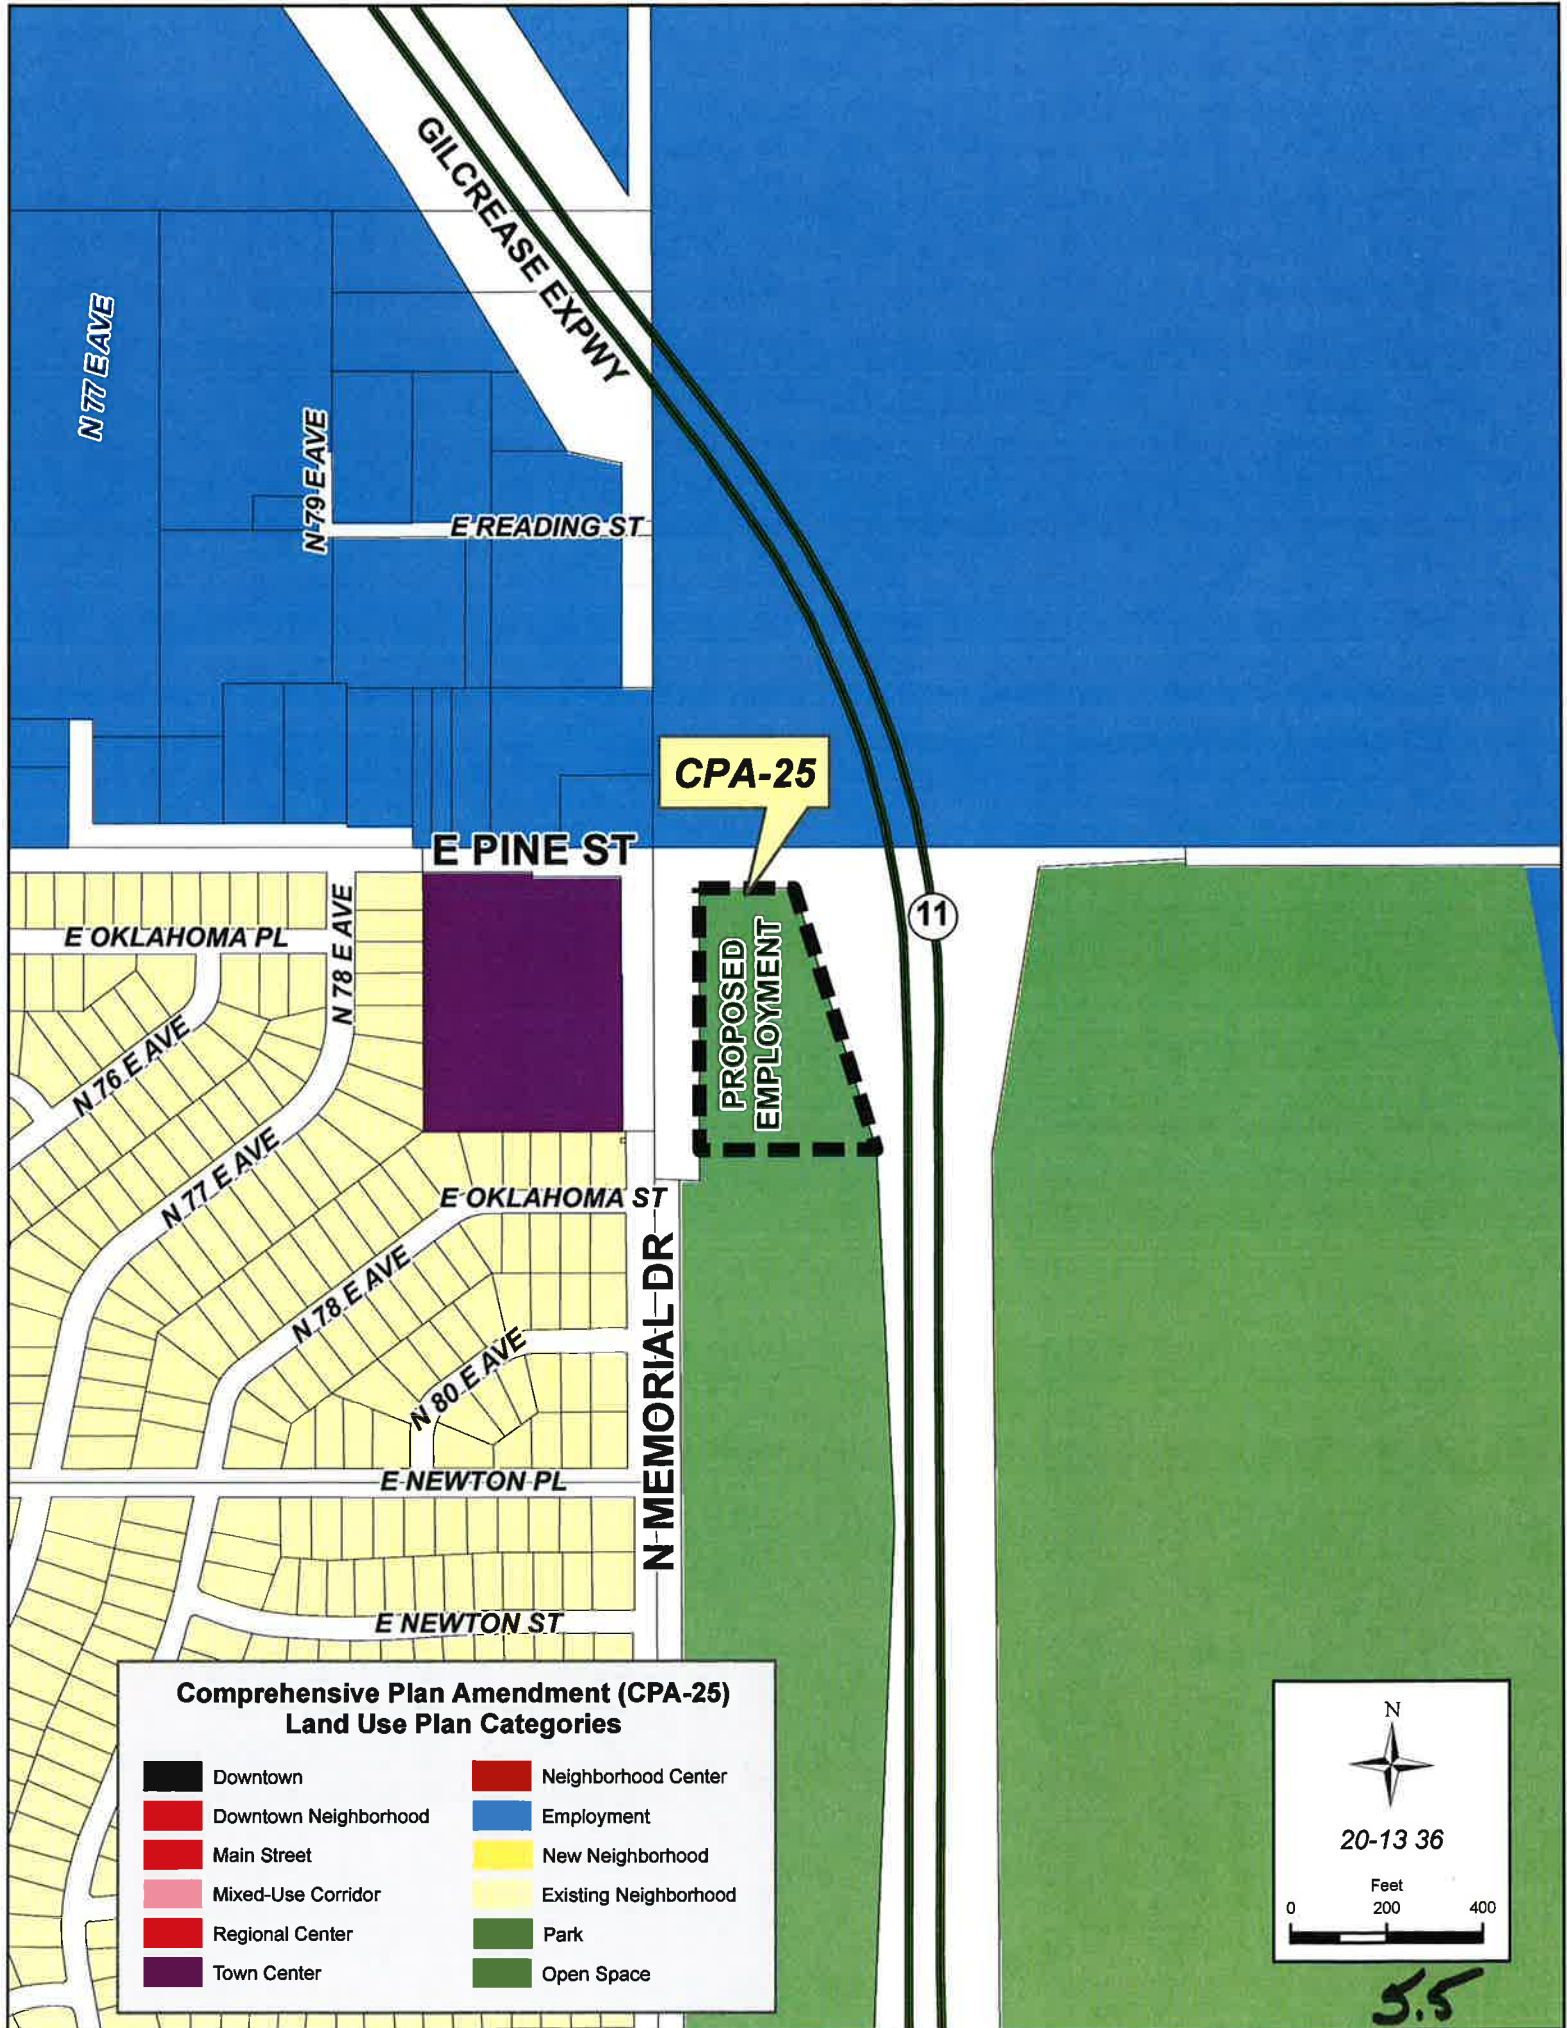 GILCREASE EXPWY
N 77 E AVE
N 79 E AVE
E READING ST
CPA-25
E PINE ST
11
E OKLAHOMA PL
N 78 E AVE
PROPOSED
EMPLOYMENT
N 76 E AVE
N 77 E AVE
E OKLAHOMA ST
N 78 E AVE
N MEMORIAL DR
N 80 E AVE
E NEWTON PL
E NEWTON ST
Comprehensive Plan Amendment (CPA-25)
Land Use Plan Categories
Downtown
Downtown Neighborhood
Main Street
Mixed-Use Corridor
Regional Center
Town Center
Neighborhood Center
Employment
New Neighborhood
Existing Neighborhood
Park
Open Space
N
20-13 36
Feet
0 200 400
5.5